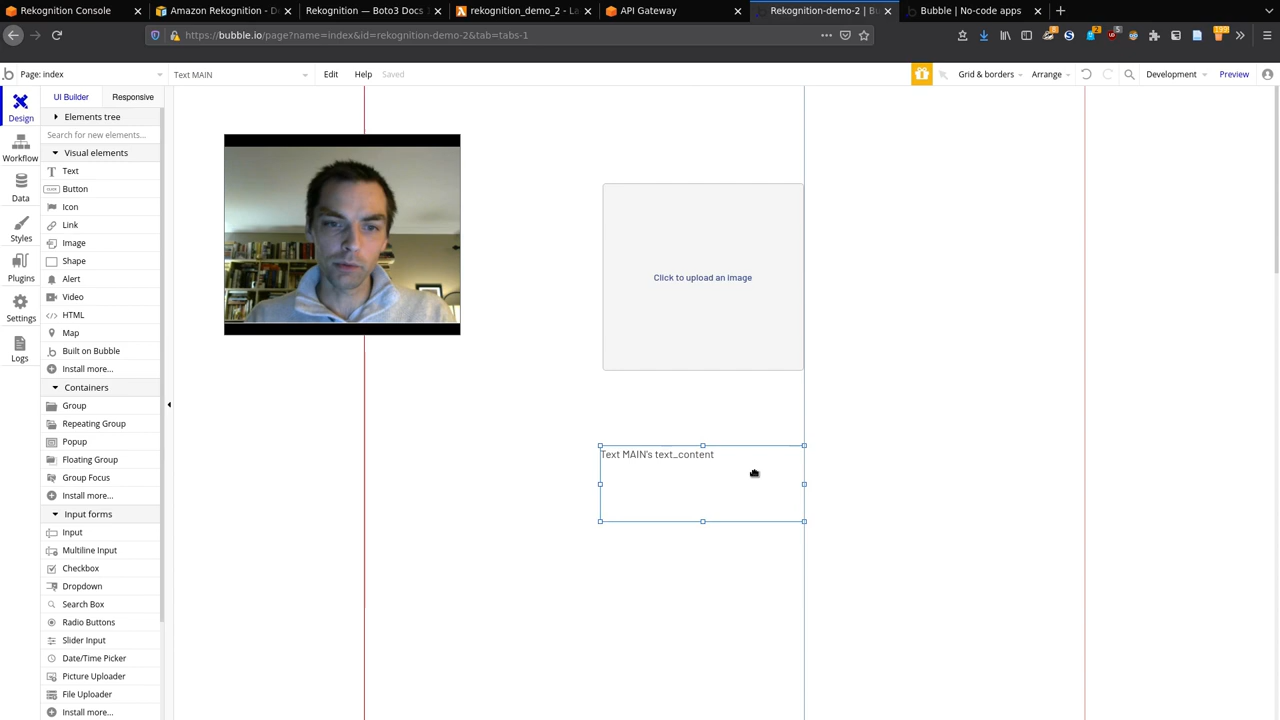 Rekognition Console
Amazon Rekognition - De
Rekognition — Boto3 Docs 1
rekognition_demo_2 - La
API Gateway
Rekognition-demo-2 | Bu
Bubble | No-code apps
https://bubble.io/page?name=index&id=rekognition-demo-2&tab=tabs-1
Page: index
Text MAIN
Edit
Help
Saved
Grid & borders
Arrange
Development
Preview
Design
Workflow
Data
Styles
Plugins
Settings
Logs
UI Builder
Responsive
Elements tree
Search for new elements...
Visual elements
Text
Button
Icon
Link
Image
Shape
Alert
Video
HTML
Map
Built on Bubble
Install more...
Containers
Group
Repeating Group
Popup
Floating Group
Group Focus
Install more...
Input forms
Input
Multiline Input
Checkbox
Dropdown
Search Box
Radio Buttons
Slider Input
Date/Time Picker
Picture Uploader
File Uploader
Install more...
Click to upload an image
Text MAIN's text_content